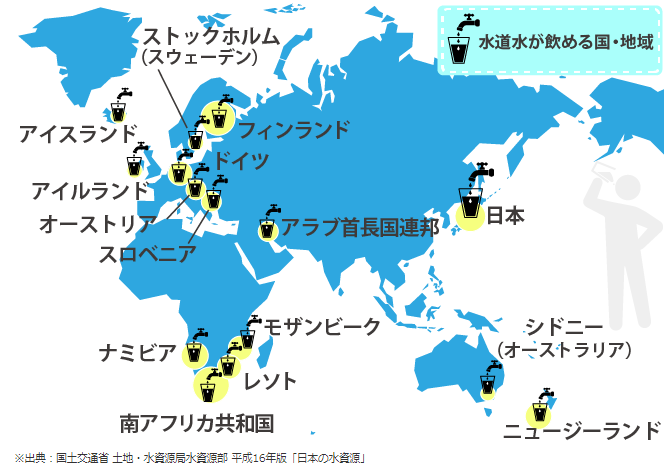 水道水が飲める国・地域
ストックホルム
(スウェーデン)
アイスランド
フィンランド
ドイツ
アイルランド
オーストリア
スロベニア
アラブ首長国連邦
日本
モザンビーク
ナミビア
レソト
南アフリカ共和国
シドニー
(オーストラリア)
ニュージーランド
※出典：国土交通省 土地・水資源局水資源部 平成16年版「日本の水資源」